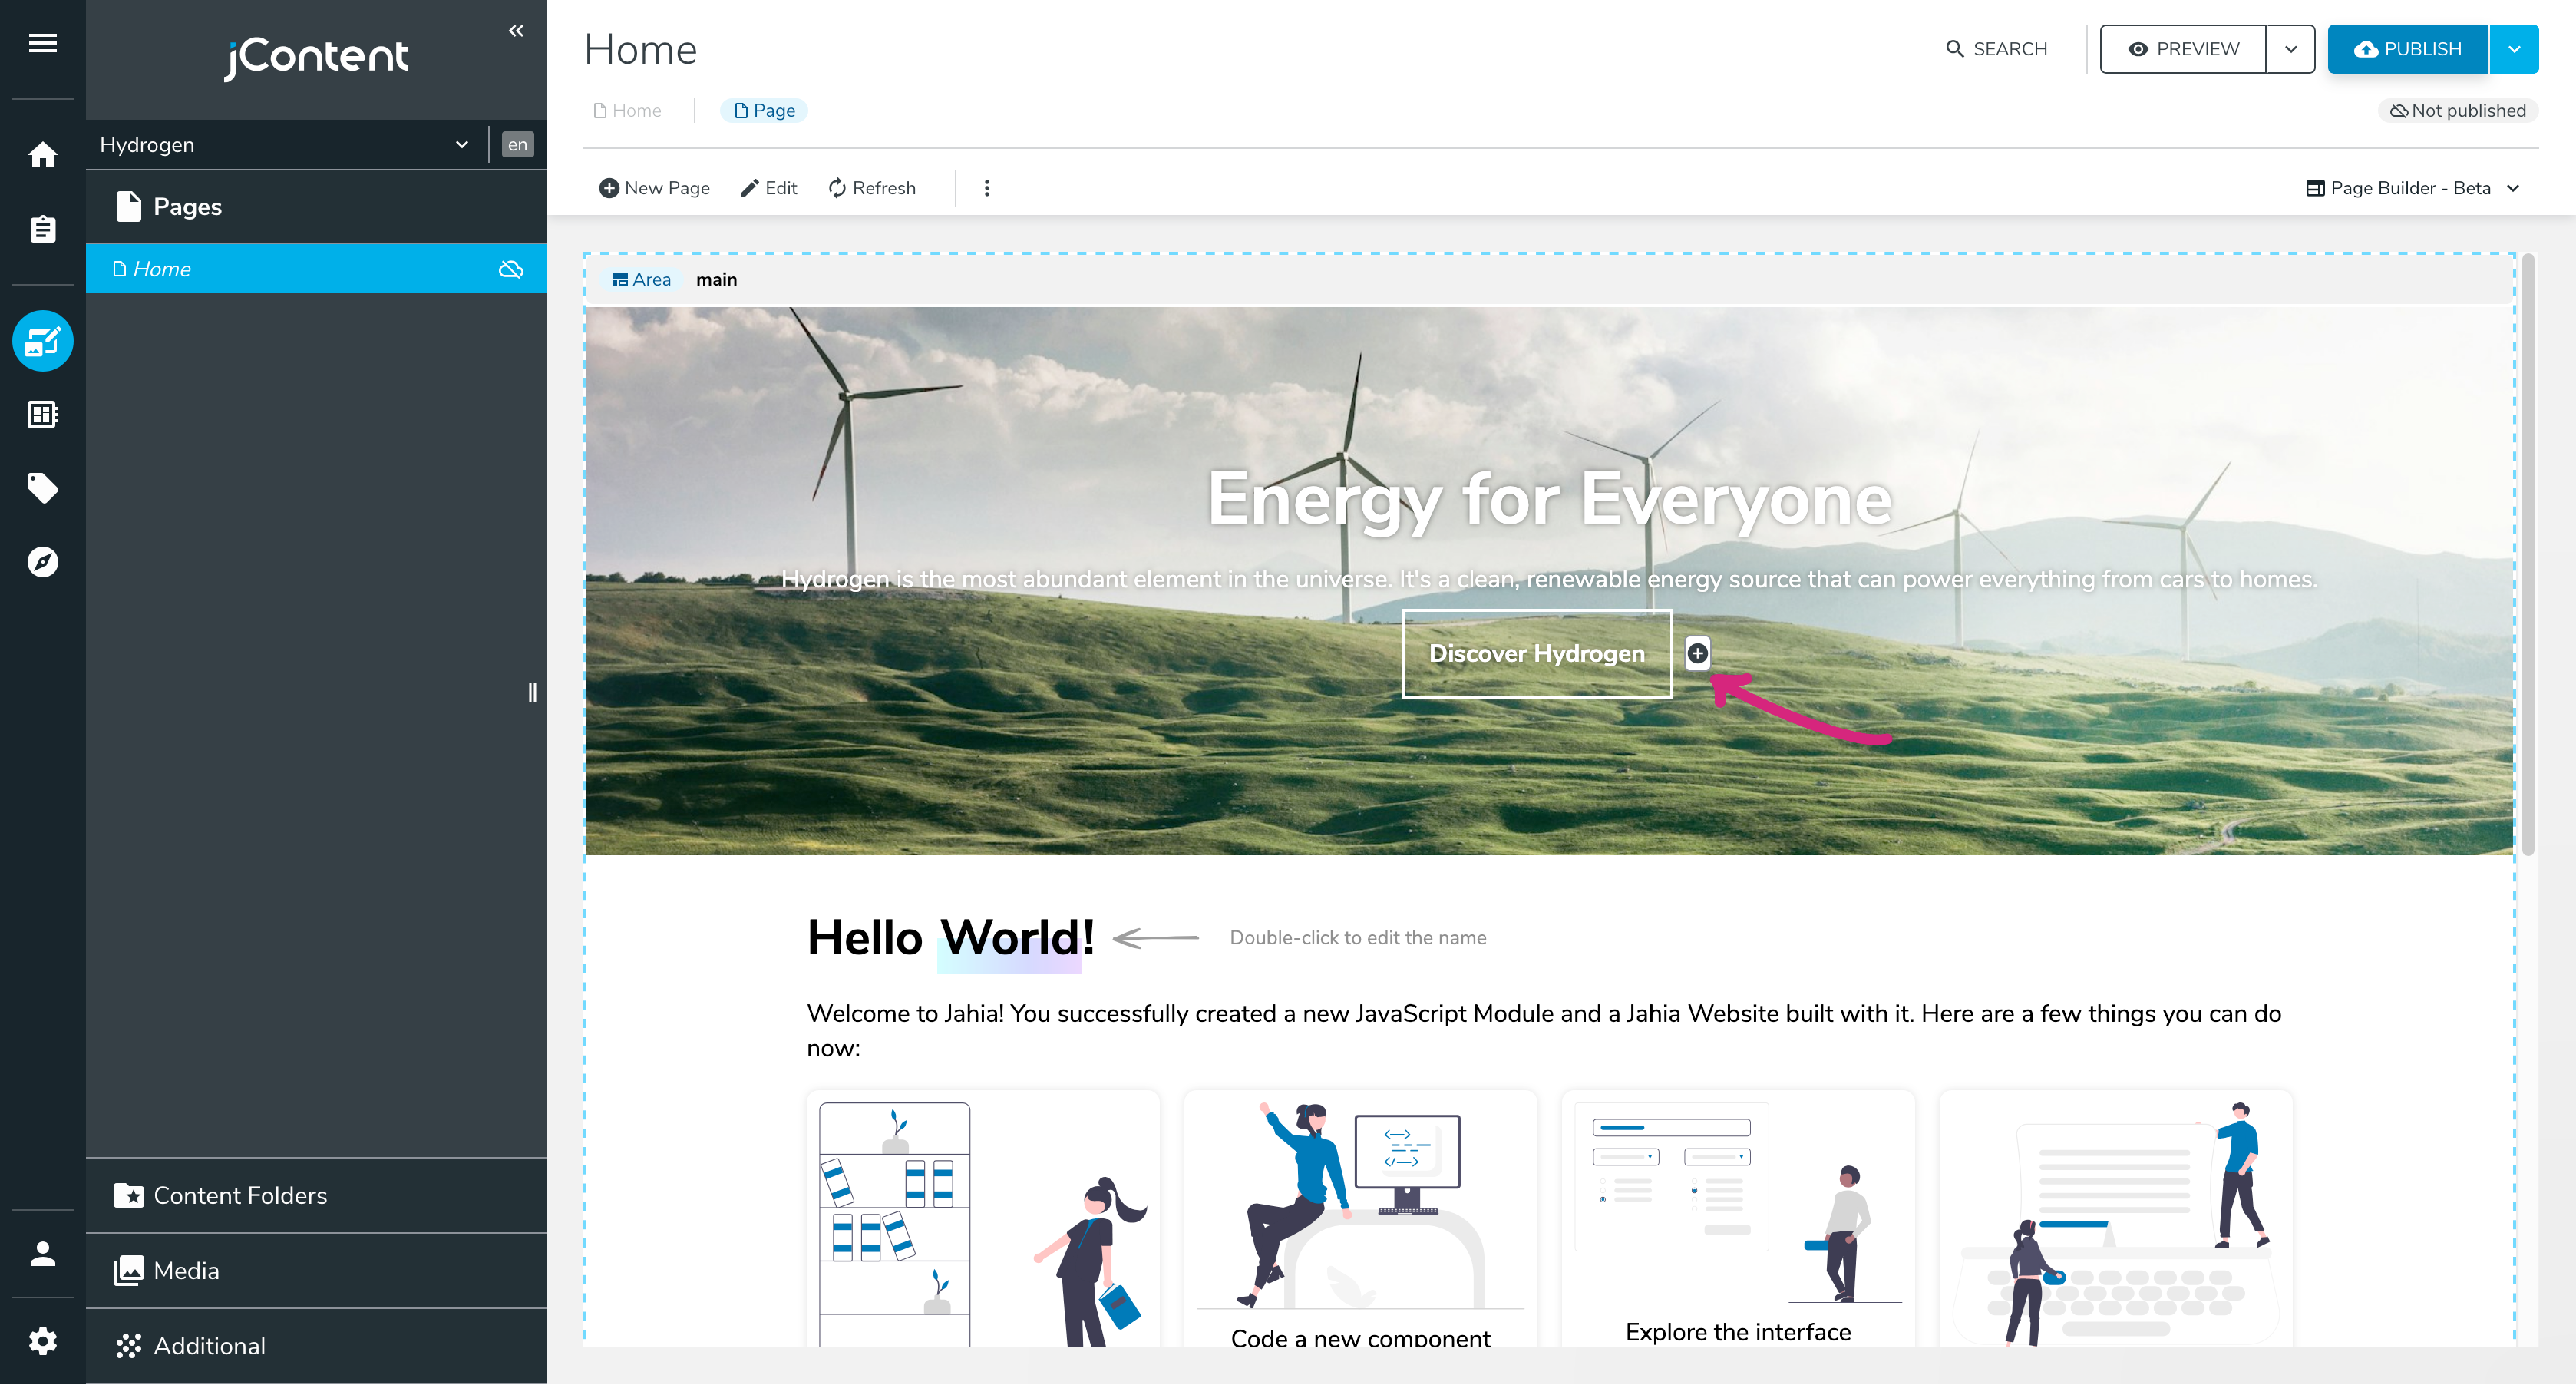 jContent
Hydrogen
en
Pages
Home
Content Folders
Media
Additional
Home
SEARCH
PREVIEW
PUBLISH
Home
Page
Not published
New Page
Edit
Refresh
Page Builder - Beta
Area
main
Energy for Everyone
Hydrogen is the most abundant element in the universe. It's a clean, renewable energy source that can power everything from cars to homes.
Discover Hydrogen
Hello World!
Double-click to edit the name
Welcome to Jahia! You successfully created a new JavaScript Module and a Jahia Website built with it. Here are a few things you can do
now:
Code a new component
Explore the interface